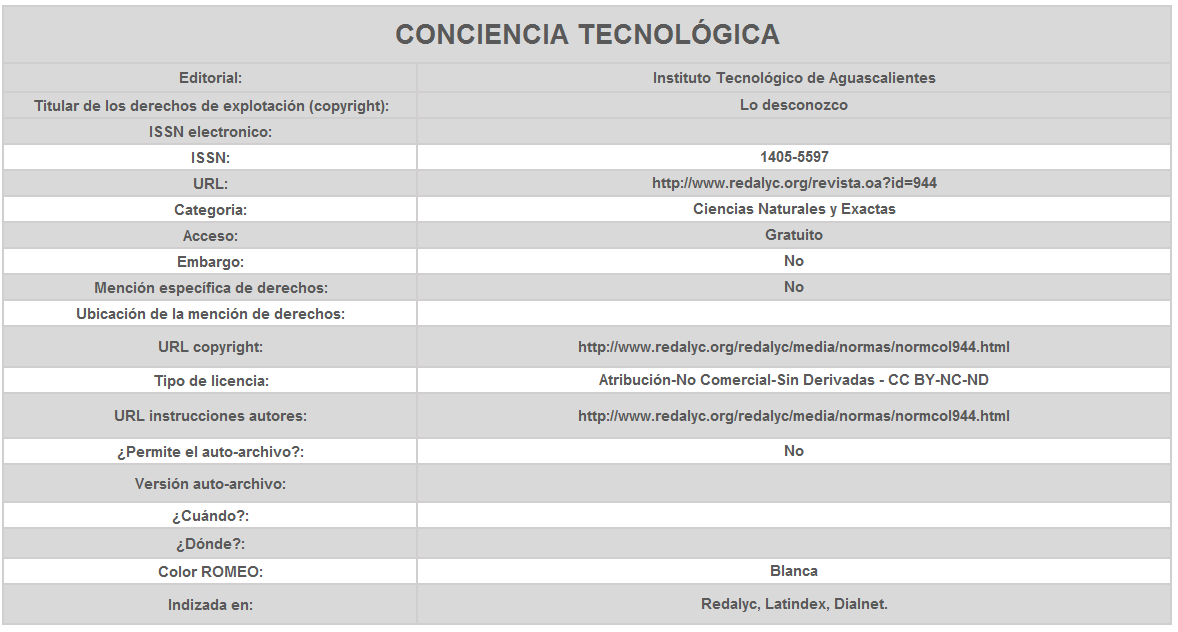 CONCIENCIA TECNOLÓGICA
Editorial: Instituto Tecnológico de Aguascalientes
Titular de los derechos de explotación (copyright): Lo desconozco
ISSN electronico:
ISSN: 1405-5597
URL: http://www.redalyc.org/revista.oa?id=944
Categoria: Ciencias Naturales y Exactas
Acceso: Gratuito
Embargo: No
Mención específica de derechos: No
Ubicación de la mención de derechos:
URL copyright: http://www.redalyc.org/redalyc/media/normas/normcol944.html
Tipo de licencia: Atribución-No Comercial-Sin Derivadas - CC BY-NC-ND
URL instrucciones autores: http://www.redalyc.org/redalyc/media/normas/normcol944.html
¿Permite el auto-archivo?: No
Versión auto-archivo:
¿Cuándo?:
¿Dónde?:
Color ROMEO: Blanca
Indizada en: Redalyc, Latindex, Dialnet.